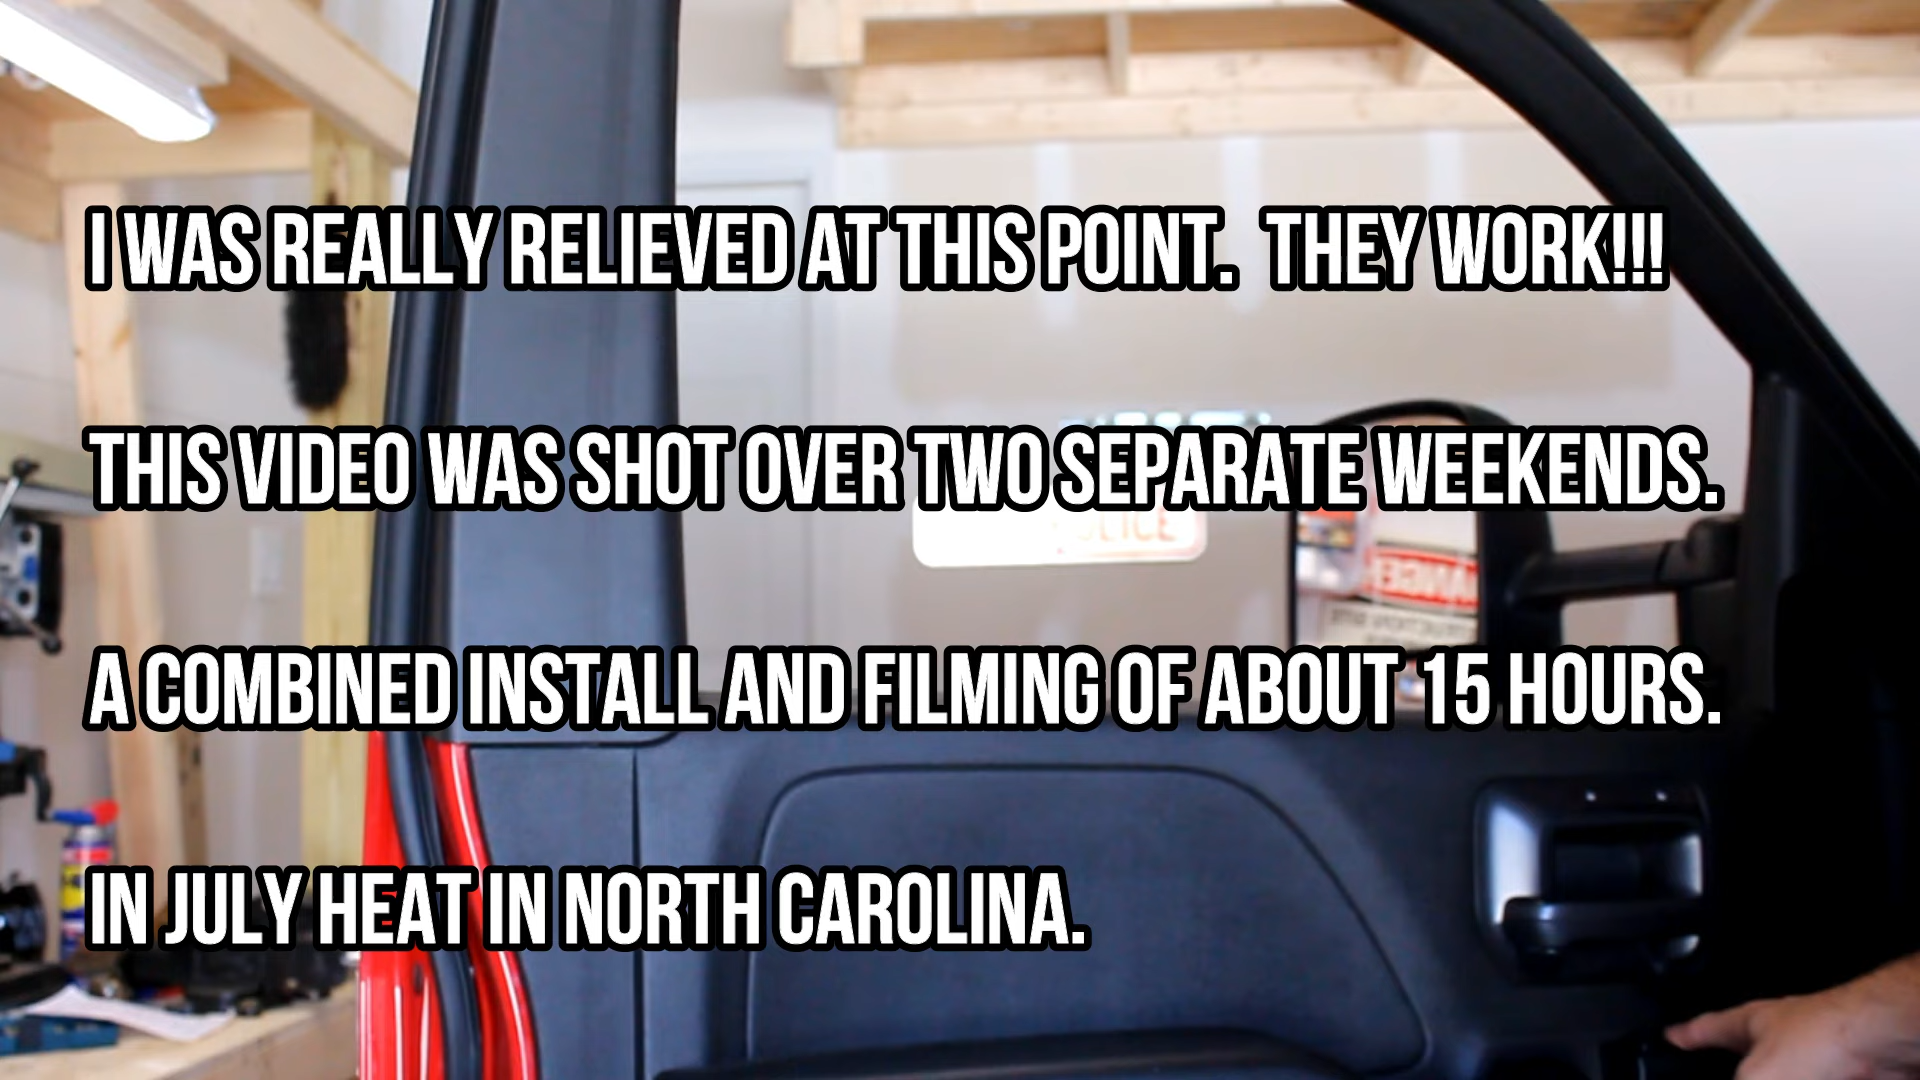 I WAS REALLY RELIEVED AT THIS POINT. THEY WORK!!!
THIS VIDEO WAS SHOT OVER TWO SEPARATE WEEKENDS.
A COMBINED INSTALL AND FILMING OF ABOUT 15 HOURS.
IN JULY HEAT IN NORTH CAROLINA.